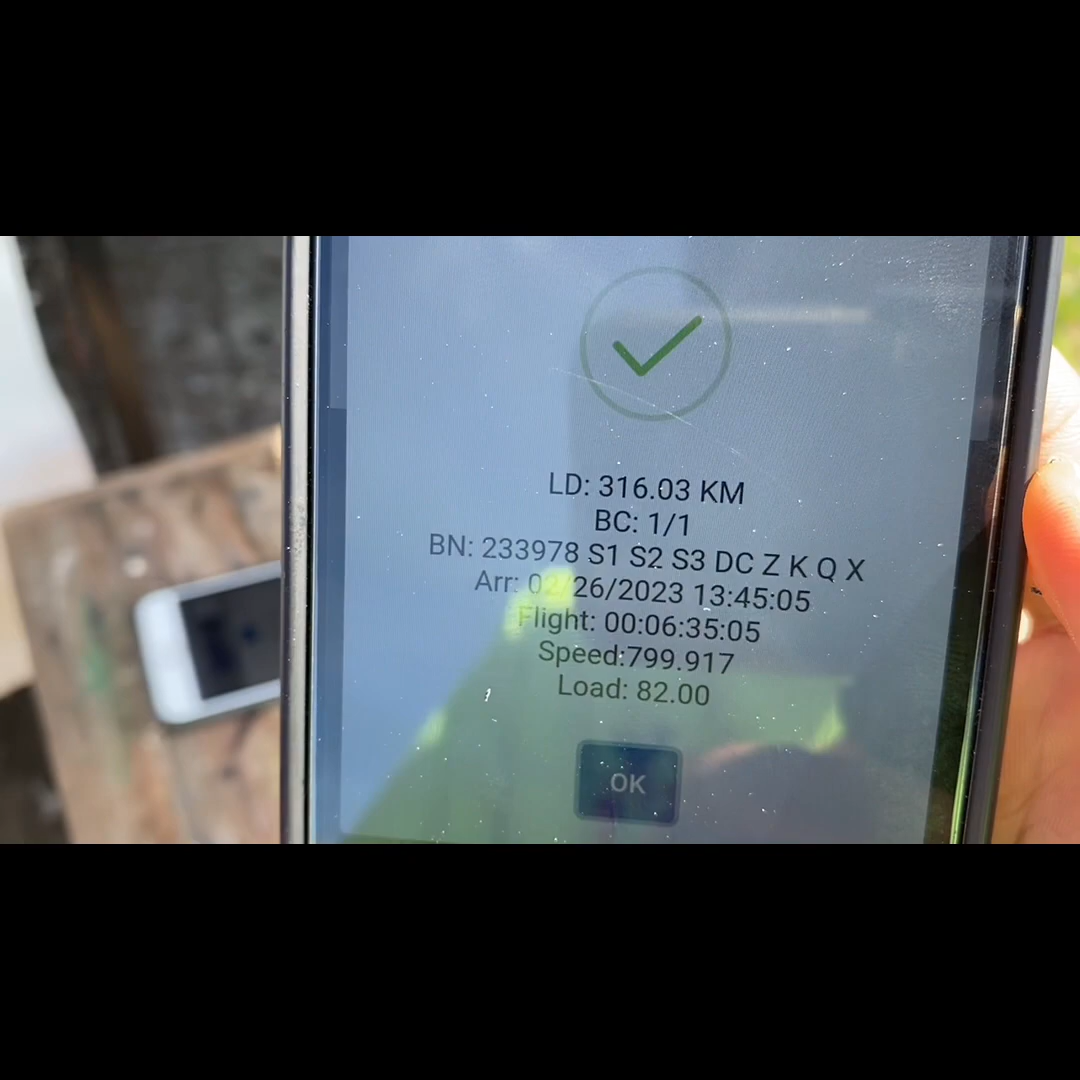 LD: 316.03 KM
BC: 1/1
BN: 233978 S1 S2 S3 DC Z K Q X
Arr: 02/26/2023 13:45:05
Flight: 00:06:35:05
Speed:799.917
Load: 82.00
OK